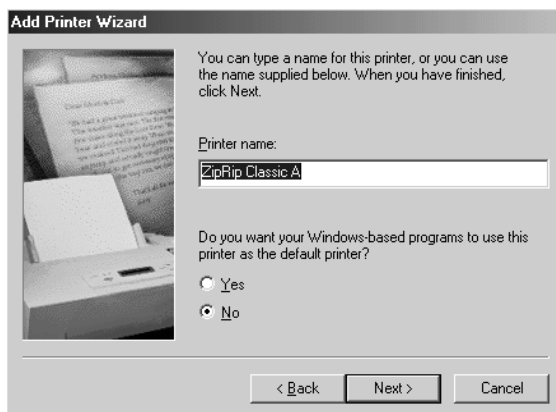 Add Printer Wizard
You can type a name for this printer, or you can use
the name supplied below. When you have finished,
click Next.
Printer name:
ZipRip Classic A
Do you want your Windows-based programs to use this
printer as the default printer?
Yes
No
< Back
Next >
Cancel